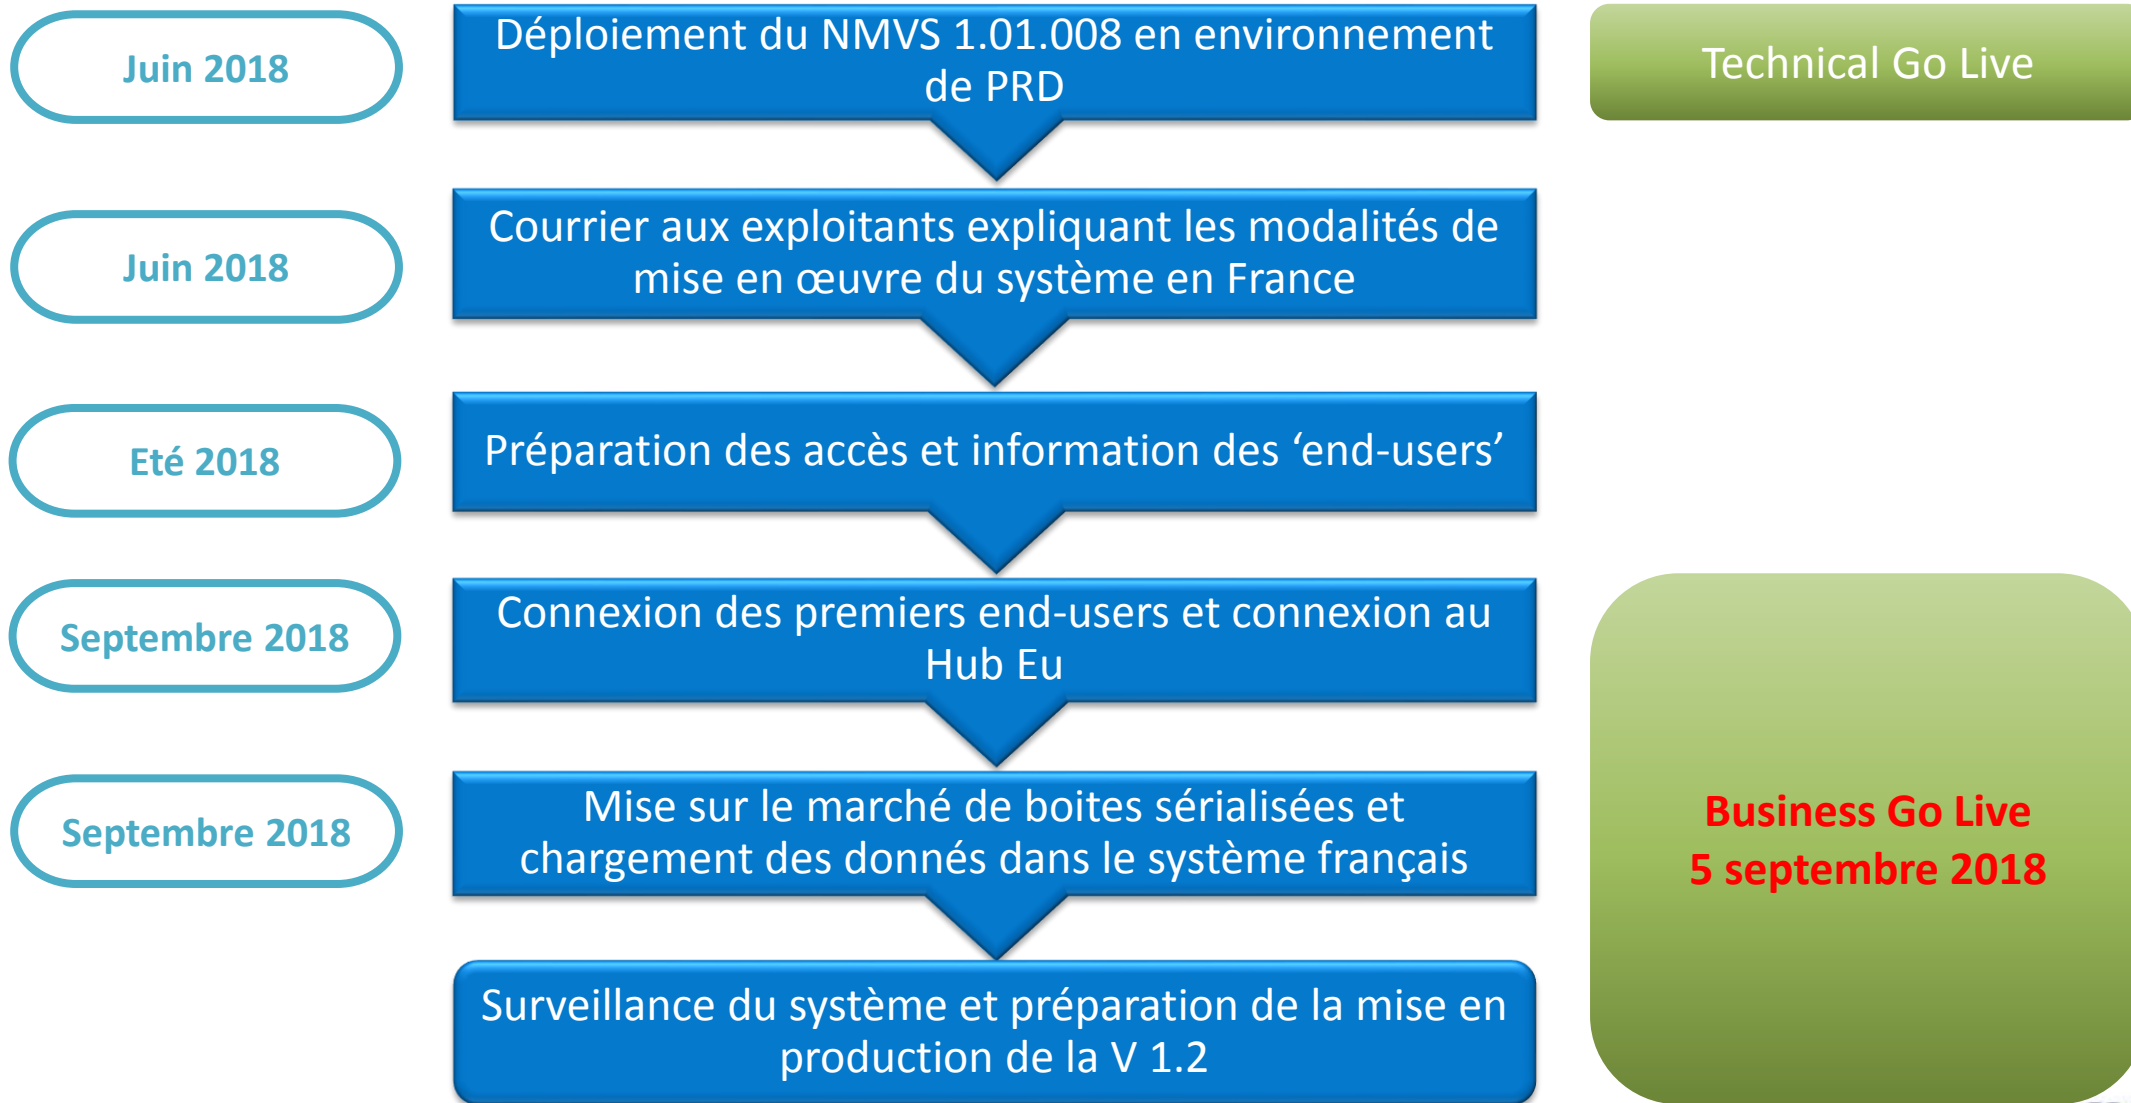 Juin 2018
Déploiement du NMVS 1.01.008 en environnement
de PRD
Technical Go Live
Juin 2018
Courrier aux exploitants expliquant les modalités de
mise en œuvre du système en France
Eté 2018
Préparation des accès et information des ‘end-users’
Septembre 2018
Connexion des premiers end-users et connexion au
Hub Eu
Septembre 2018
Mise sur le marché de boites sérialisées et
chargement des donnés dans le système français
Business Go Live
5 septembre 2018
Surveillance du système et préparation de la mise en
production de la V 1.2